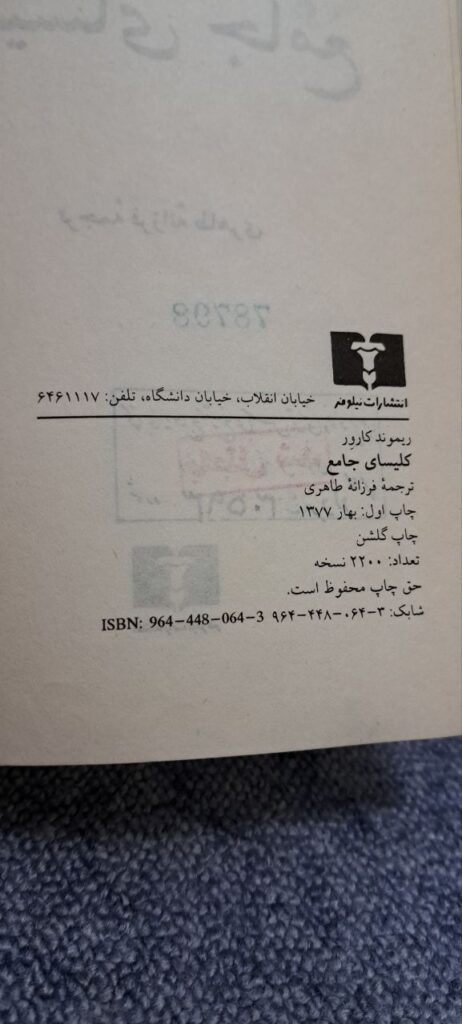 انتشارات نیلوفر خیابان انقلاب، خیابان دانشگاه، تلفن: ۶۴۶۱۱۱۷
ریموند کارور
کلیسای جامع
ترجمهٔ فرزانهٔ طاهری
چاپ اول: بهار ۱۳۷۷
چاپ گلشن
تعداد: ۲۲۰۰ نسخه
حق چاپ محفوظ است.
شابک: ۳-۰۶۴-۴۴۸-۹۶۴ ISBN: 964-448-064-3